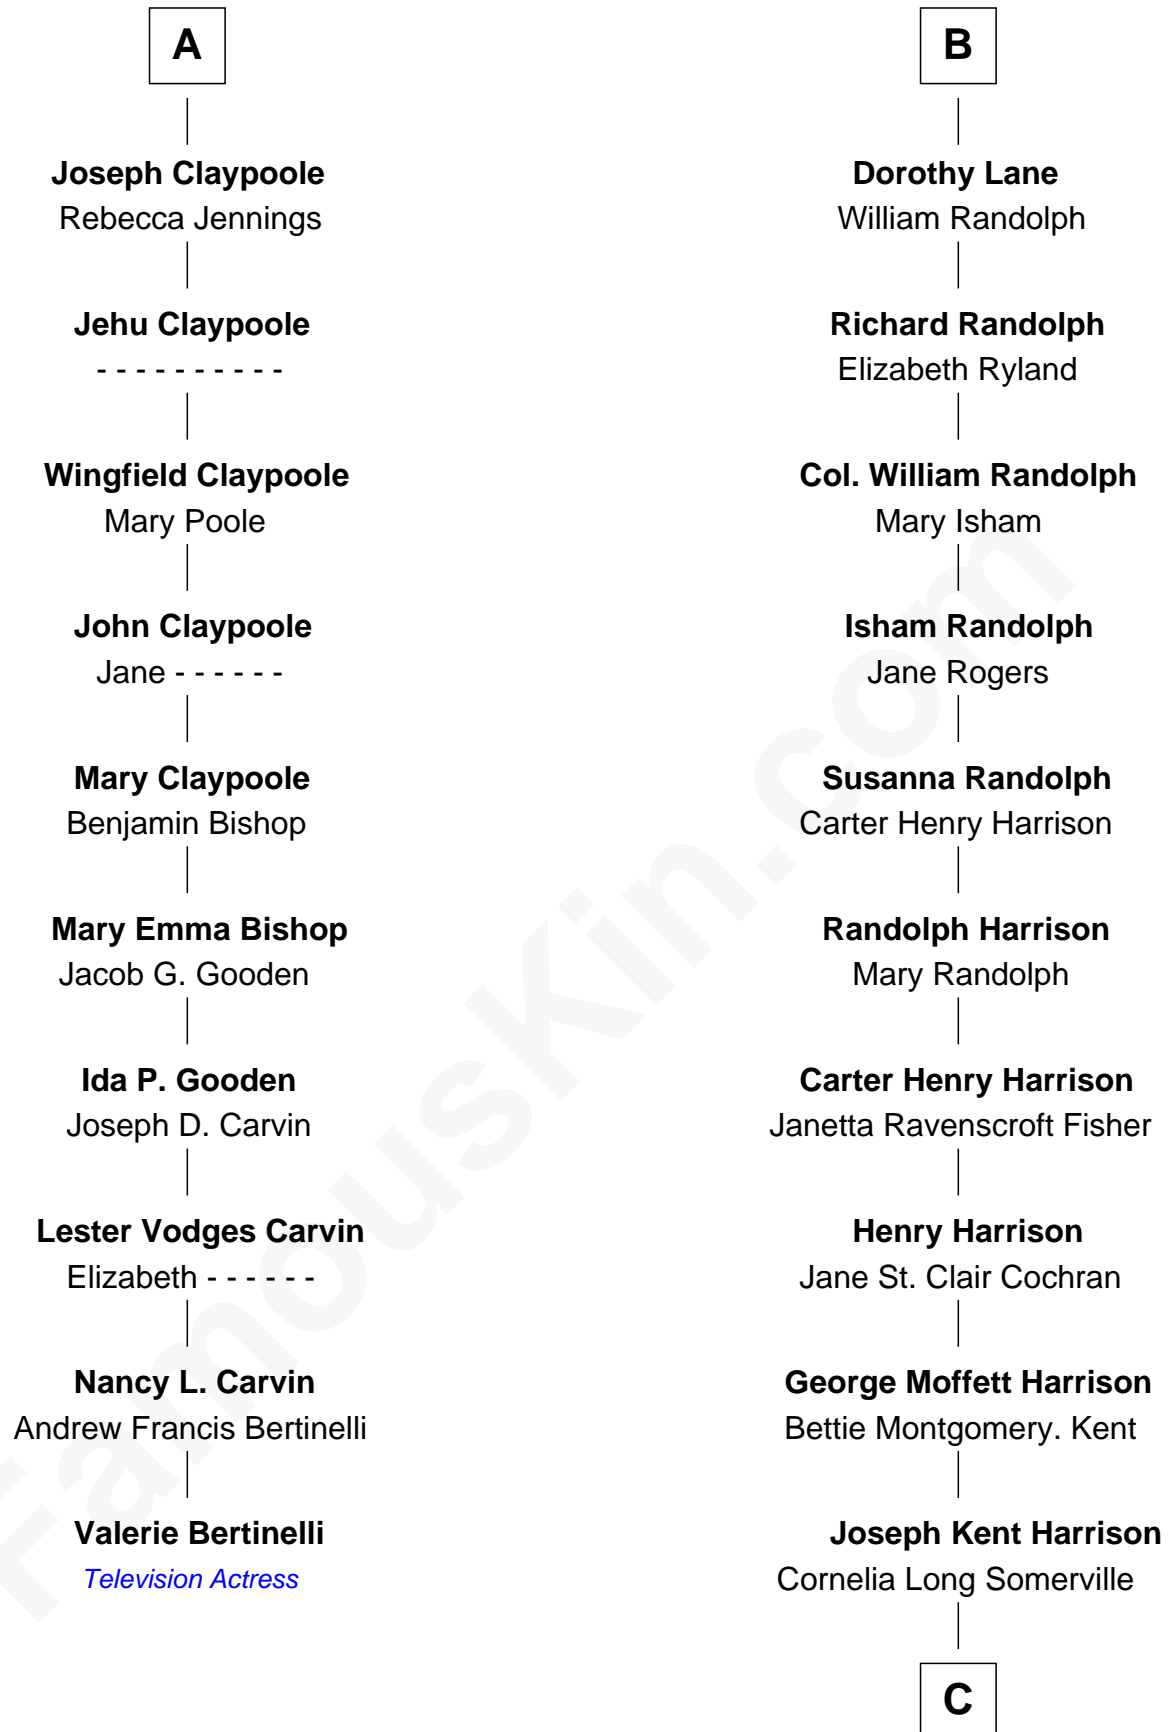 A
Joseph Claypoole
Rebecca Jennings
Jehu Claypoole
- - - - - - - - - -
Wingfield Claypoole
Mary Poole
John Claypoole
Jane - - - - - -
Mary Claypoole
Benjamin Bishop
Mary Emma Bishop
Jacob G. Gooden
Ida P. Gooden
Joseph D. Carvin
Lester Vodges Carvin
Elizabeth - - - - - -
Nancy L. Carvin
Andrew Francis Bertinelli
Valerie Bertinelli
Television Actress
B
Dorothy Lane
William Randolph
Richard Randolph
Elizabeth Ryland
Col. William Randolph
Mary Isham
Isham Randolph
Jane Rogers
Susanna Randolph
Carter Henry Harrison
Randolph Harrison
Mary Randolph
Carter Henry Harrison
Janetta Ravenscroft Fisher
Henry Harrison
Jane St. Clair Cochran
George Moffett Harrison
Bettie Montgomery. Kent
Joseph Kent Harrison
Cornelia Long Somerville
C
FamousKin.com